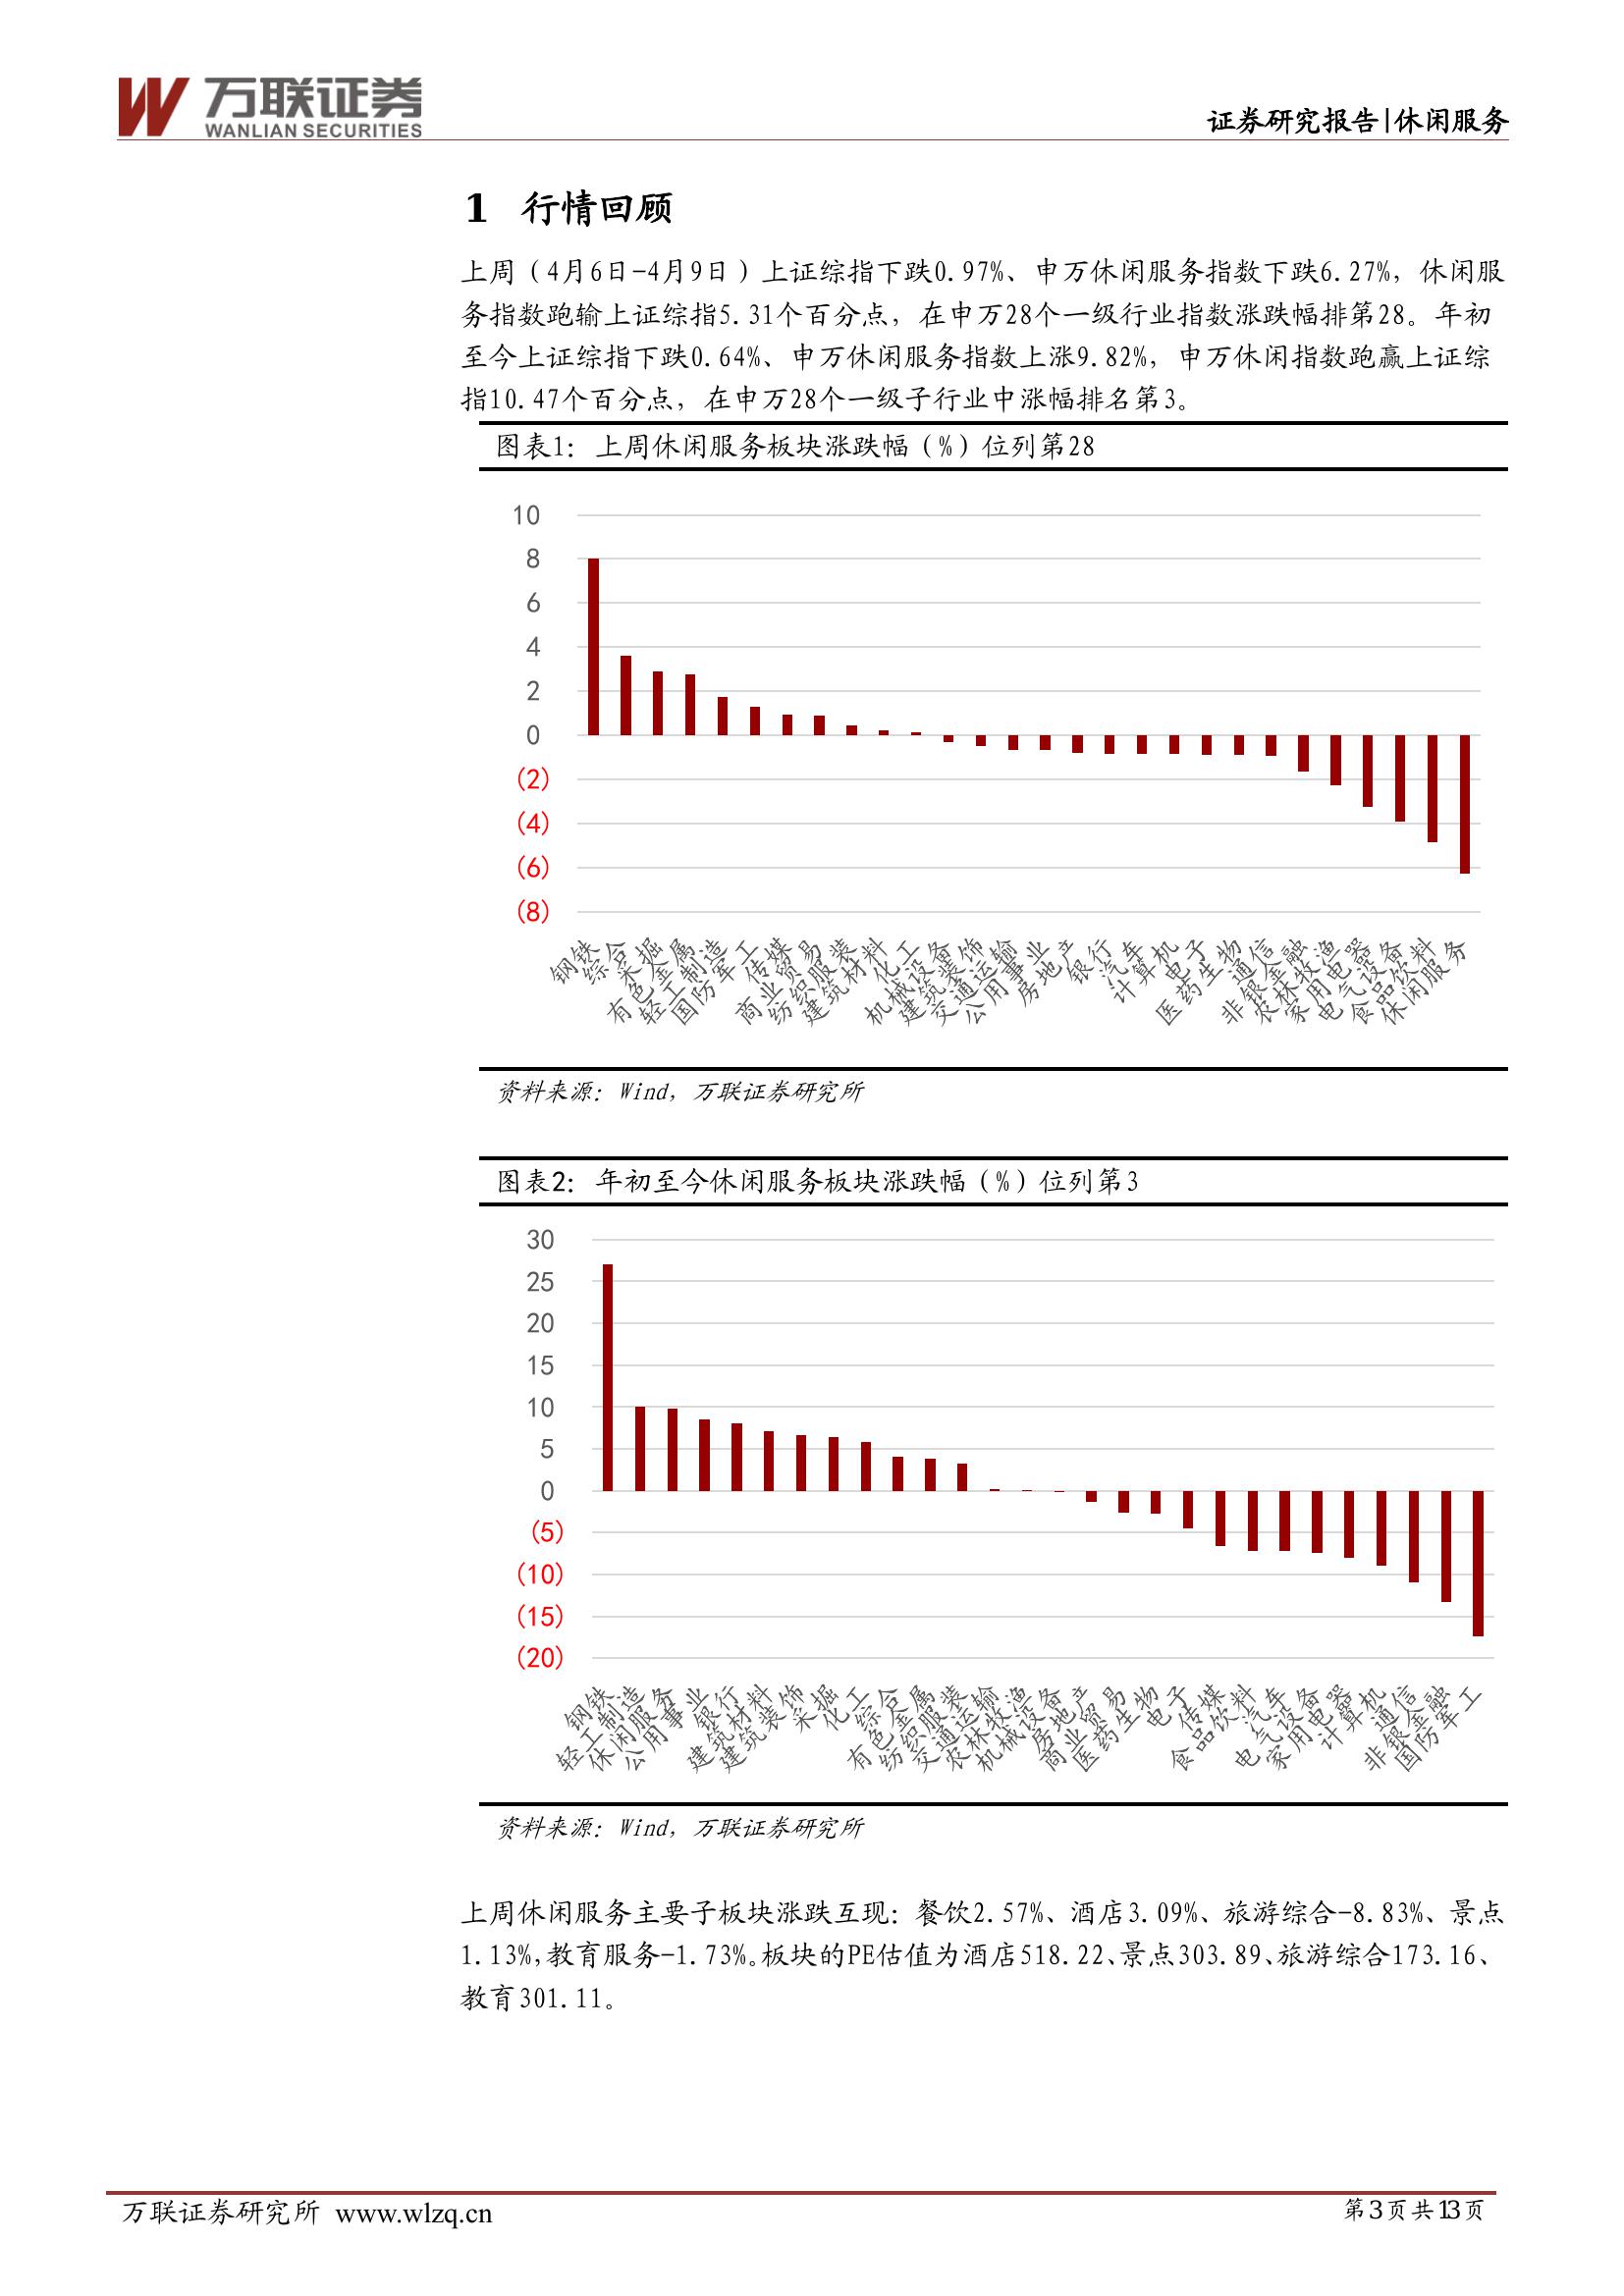 万联证券
WANLIAN SECURITIES
证券研究报告|休闲服务
1 行情回顾
上周（4月6日-4月9日）上证综指下跌0.97%、申万休闲服务指数下跌6.27%，休闲服
务指数跑输上证综指5.31个百分点，在申万28个一级行业指数涨跌幅排第28。年初
至今上证综指下跌0.64%、申万休闲服务指数上涨9.82%，申万休闲指数跑赢上证综
指10.47个百分点，在申万28个一级子行业中涨幅排名第3。
图表1：上周休闲服务板块涨跌幅（%）位列第28
10
8
6
4
2
0
(2)
(4)
(6)
(8)
钢铁
综合
采掘
有色金属
轻工制造
国防军工
传媒
商业贸易
纺织服装
建筑材料
化工
机械设备
建筑装饰
交通运输
公用事业
房地产
银行
汽车
计算机
电子
医药生物
通信
非银金融
农林牧渔
家用电器
电气设备
食品饮料
休闲服务
资料来源：Wind，万联证券研究所
图表2：年初至今休闲服务板块涨跌幅（%）位列第3
30
25
20
15
10
5
0
(5)
(10)
(15)
(20)
钢铁
轻工制造
休闲服务
公用事业
银行
建筑材料
建筑装饰
采掘
化工
综合
有色金属
纺织服装
交通运输
农林牧渔
机械设备
房地产
商业贸易
医药生物
电子
传媒
食品饮料
汽车
电气设备
家用电器
计算机
通信
非银金融
国防军工
资料来源：Wind，万联证券研究所
上周休闲服务主要子板块涨跌互现：餐饮2.57%、酒店3.09%、旅游综合-8.83%、景点
1.13%,教育服务-1.73%。板块的PE估值为酒店518.22、景点303.89、旅游综合173.16、
教育301.11。
万联证券研究所 www.wlzq.cn
第3页共13页